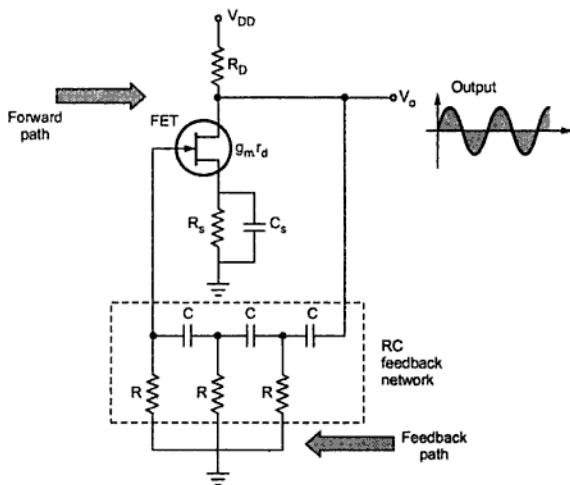 V_DD
R_D
Forward
path
FET
g_m r_d
V_o
Output
R_s
C_s
C
C
C
R
R
R
RC
feedback
network
Feedback
path